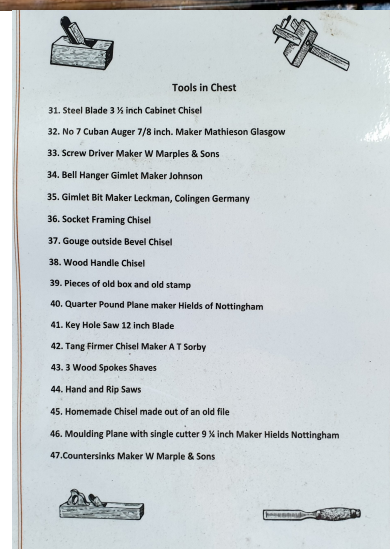 Tools in Chest
31. Steel Blade 3 ½ inch Cabinet Chisel
32. No 7 Cuban Auger 7/8 inch. Maker Mathieson Glasgow
33. Screw Driver Maker W Marples & Sons
34. Bell Hanger Gimlet Maker Johnson
35. Gimlet Bit Maker Leckman, Colingen Germany
36. Socket Framing Chisel
37. Gouge outside Bevel Chisel
38. Wood Handle Chisel
39. Pieces of old box and old stamp
40. Quarter Pound Plane maker Hields of Nottingham
41. Key Hole Saw 12 inch Blade
42. Tang Firmer Chisel Maker A T Sorby
43. 3 Wood Spokes Shaves
44. Hand and Rip Saws
45. Homemade Chisel made out of an old file
46. Moulding Plane with single cutter 9 ¼ inch Maker Hields Nottingham
47.Countersinks Maker W Marple & Sons